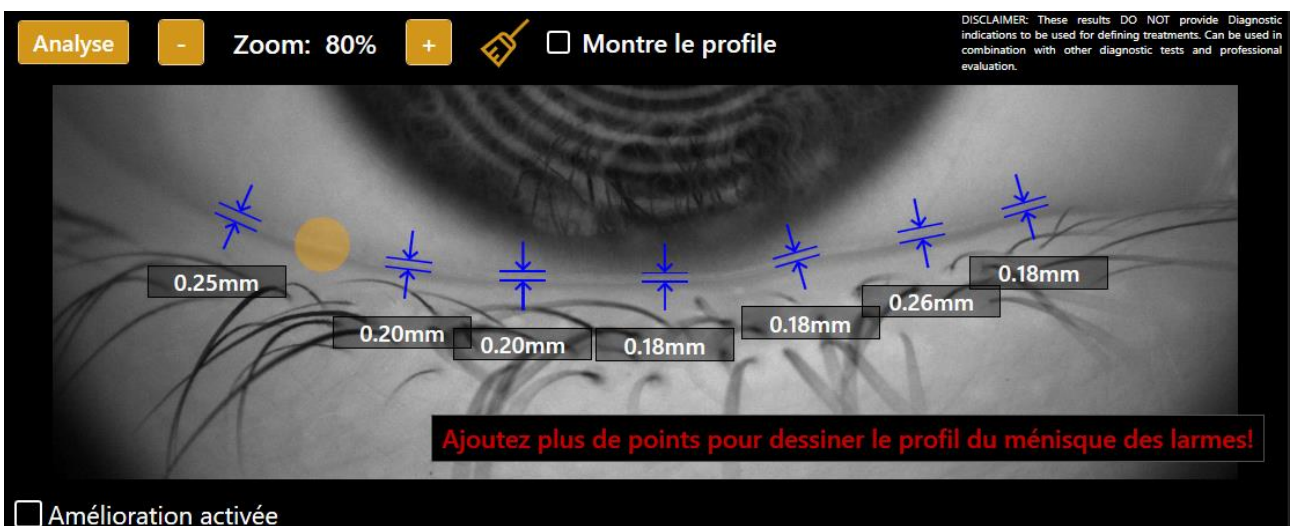 Analyse
-
Zoom: 80%
+
Montre le profile
DISCLAIMER: These results DO NOT provide Diagnostic
indications to be used for defining treatments. Can be used in
combination with other diagnostic tests and professional
evaluation.
0.25mm
0.20mm
0.20mm
0.18mm
0.18mm
0.26mm
0.18mm
Ajoutez plus de points pour dessiner le profil du ménisque des larmes!
Amélioration activée